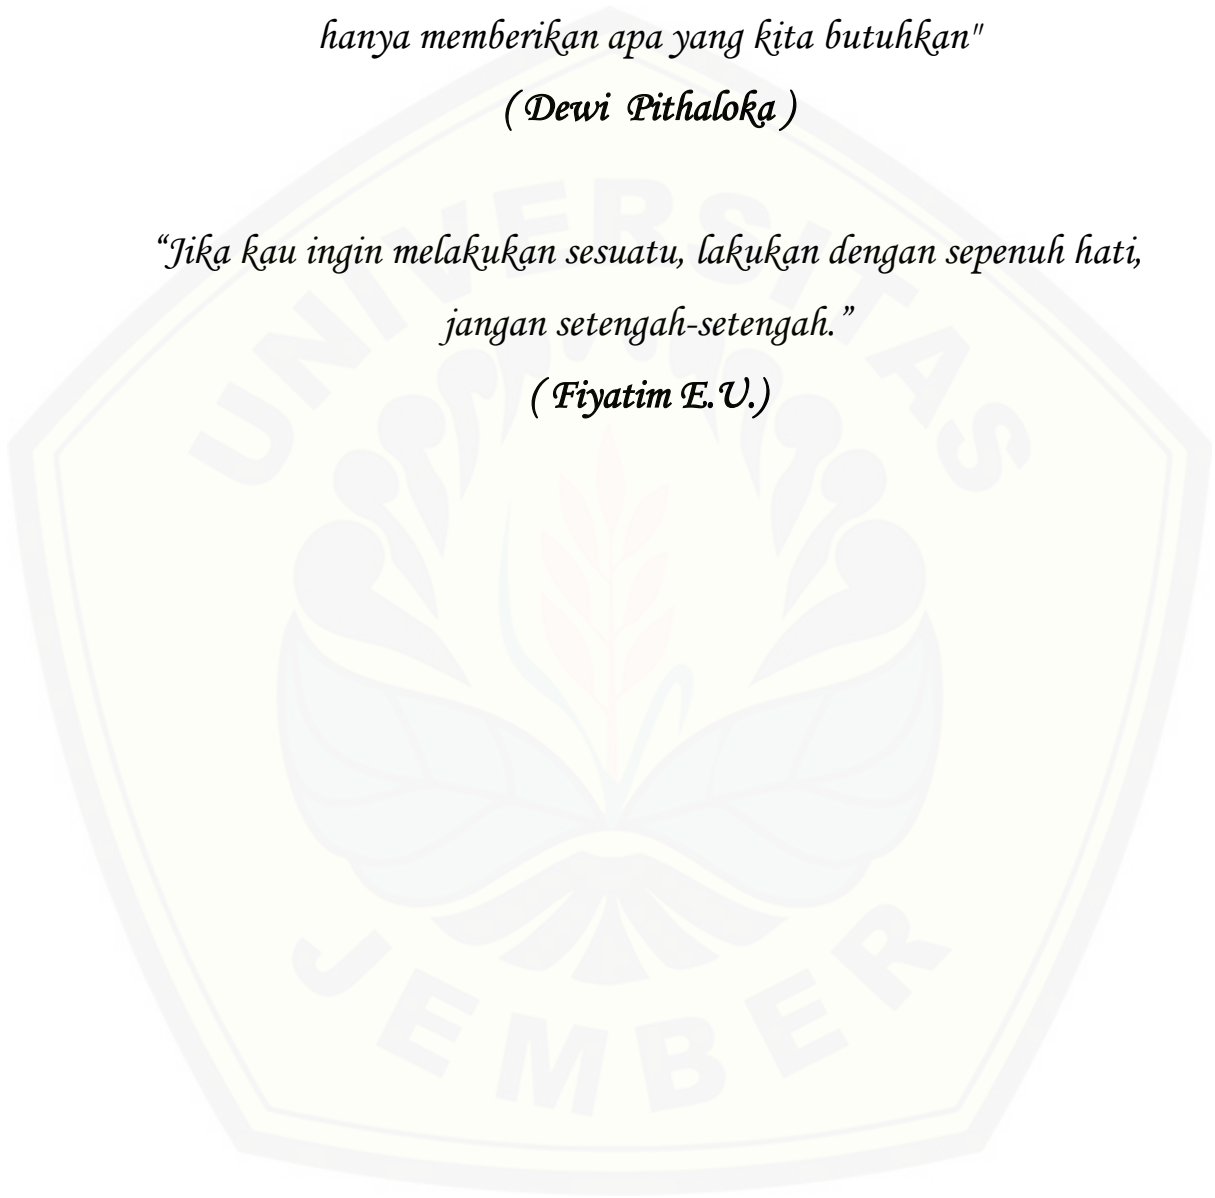 hanya memberikan apa yang kita butuhkan"
( Dewi Pithaloka )
“Jika kau ingin melakukan sesuatu, lakukan dengan sepenuh hati,
jangan setengah-setengah.”
( Fiyatim E.U.)
UNIVERSITAS
JEMBER